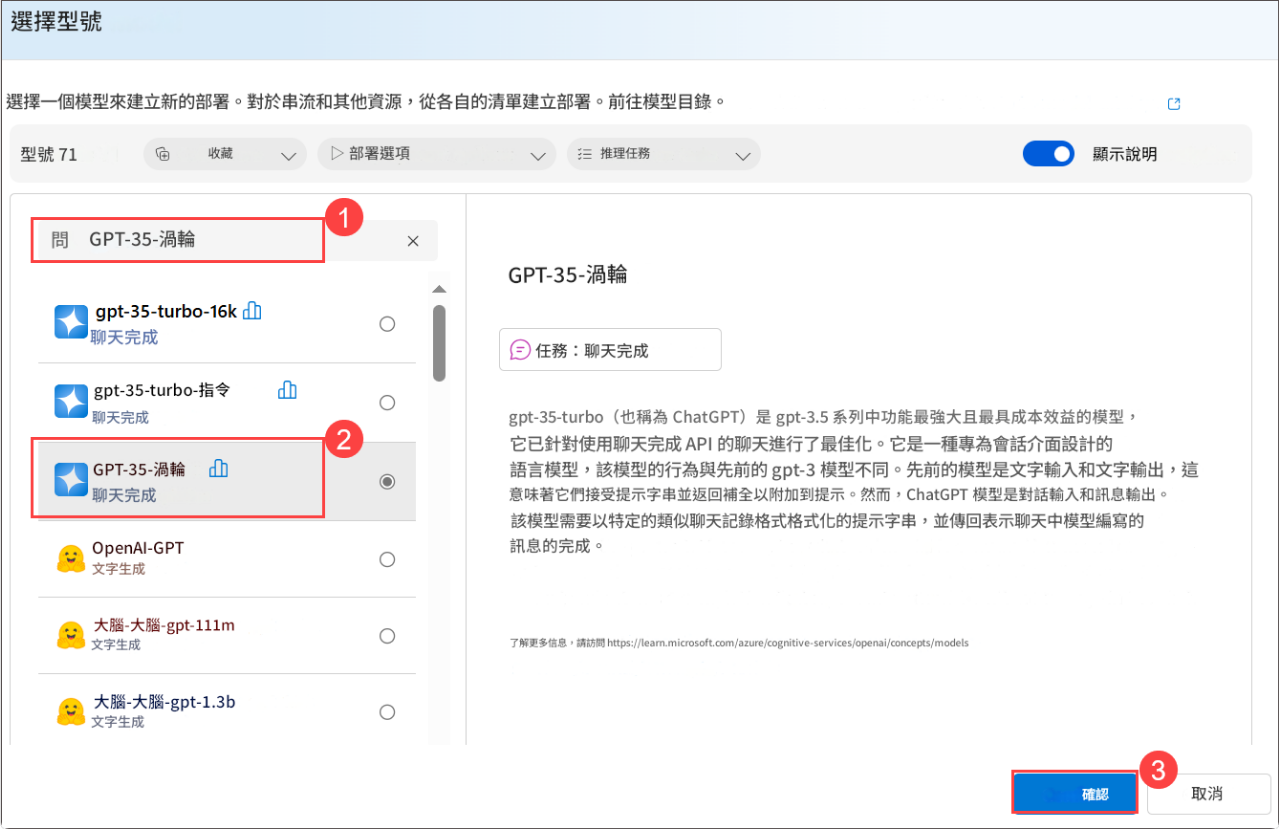 選擇型號
選擇一個模型來建立新的部署。對於串流和其他資源，從各自的清單建立部署。前往模型目錄。
型號 71
收藏
部署選項
推理任務
顯示說明
1
問 GPT-35-渦輪
gpt-35-turbo-16k
聊天完成
gpt-35-turbo-指令
聊天完成
2
GPT-35-渦輪
聊天完成
OpenAI-GPT
文字生成
大腦-大腦-gpt-111m
文字生成
大腦-大腦-gpt-1.3b
文字生成
GPT-35-渦輪
任務：聊天完成
gpt-35-turbo（也稱為 ChatGPT）是 gpt-3.5 系列中功能最強大且最具成本效益的模型，
它已針對使用聊天完成 API 的聊天進行了最佳化。它是一種專為會話介面設計的
語言模型，該模型的行為與先前的 gpt-3 模型不同。先前的模型是文字輸入和文字輸出，這
意味著它們接受提示字串並返回補全以附加到提示。然而，ChatGPT 模型是對話輸入和訊息輸出。
該模型需要以特定的類似聊天記錄格式格式化的提示字串，並傳回表示聊天中模型編寫的
訊息的完成。
了解更多信息，請訪問 https://learn.microsoft.com/azure/cognitive-services/openai/concepts/models
3
確認
取消